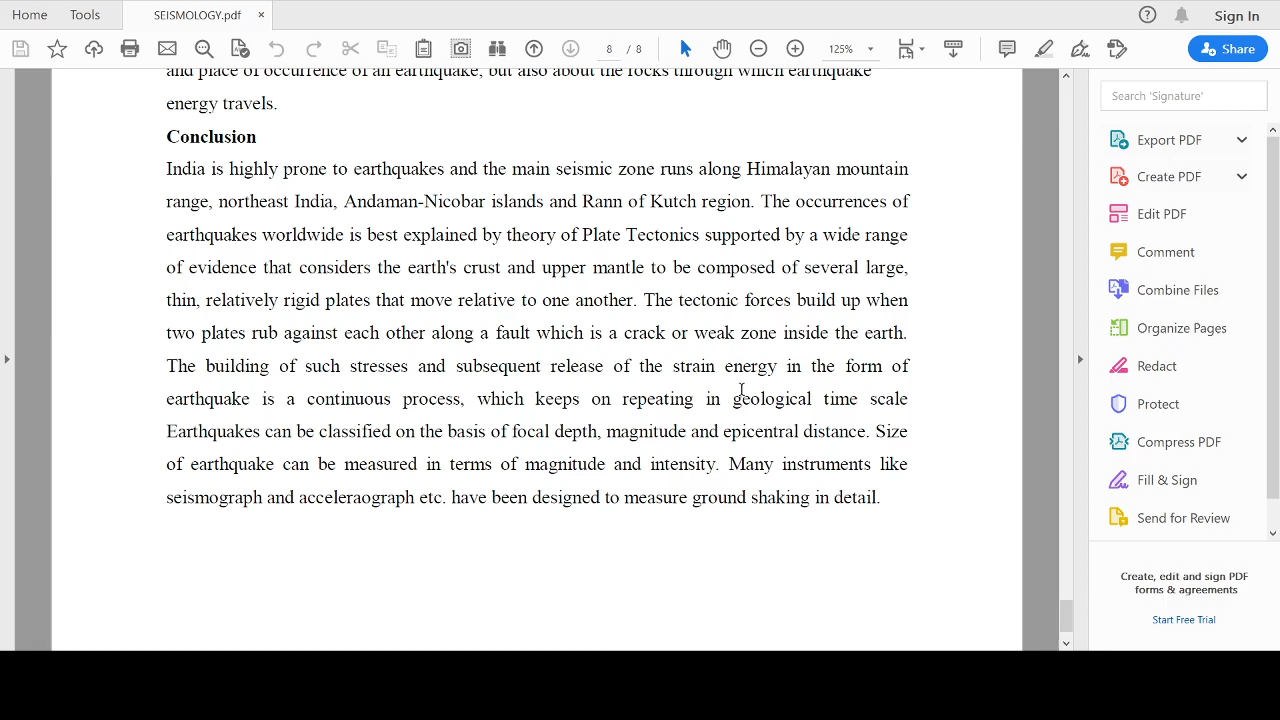 Home Tools SEISMOLOGY.pdf × Sign In
8 / 8 125% Share
and place of occurrence of an earthquake, but also about the rocks through which earthquake
energy travels.
Conclusion
India is highly prone to earthquakes and the main seismic zone runs along Himalayan mountain
range, northeast India, Andaman-Nicobar islands and Rann of Kutch region. The occurrences of
earthquakes worldwide is best explained by theory of Plate Tectonics supported by a wide range
of evidence that considers the earth's crust and upper mantle to be composed of several large,
thin, relatively rigid plates that move relative to one another. The tectonic forces build up when
two plates rub against each other along a fault which is a crack or weak zone inside the earth.
The building of such stresses and subsequent release of the strain energy in the form of
earthquake is a continuous process, which keeps on repeating in geological time scale
Earthquakes can be classified on the basis of focal depth, magnitude and epicentral distance. Size
of earthquake can be measured in terms of magnitude and intensity. Many instruments like
seismograph and acceleraograph etc. have been designed to measure ground shaking in detail.
Search 'Signature'
Export PDF
Create PDF
Edit PDF
Comment
Combine Files
Organize Pages
Redact
Protect
Compress PDF
Fill & Sign
Send for Review
Create, edit and sign PDF
forms & agreements
Start Free Trial